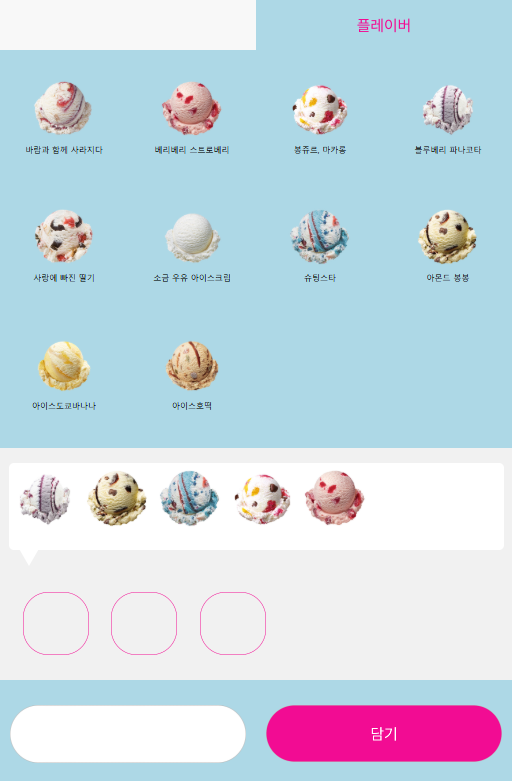 플레이버
바람과 함께 사라지다
베리베리 스트로베리
봉쥬르, 마카롱
블루베리 파나코타
사랑에 빠진 딸기
소금 우유 아이스크림
슈팅스타
아몬드 봉봉
아이스도쿄바나나
아이스호떡
담기